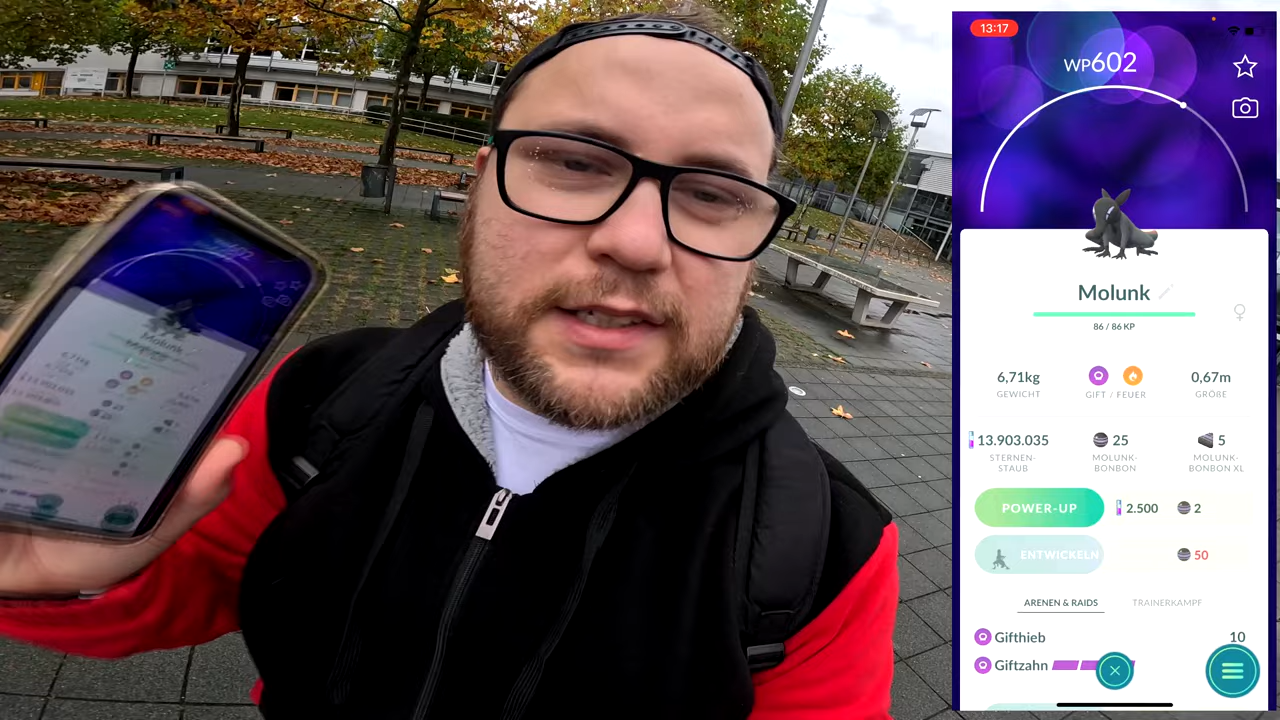 13:17
WP602
Molunk
86 / 86 KP
6,71kg
GEWICHT
GIFT / FEUER
0,67m
GRÖßE
13.903.035
STERNEN-
STAUB
25
MOLUNK-
BONBON
5
MOLUNK-
BONBON XL
POWER-UP
2.500
2
ENTWICKELN
50
ARENEN & RAIDS
TRAINERKAMPF
Gifthieb
10
Giftzahn
Molunk